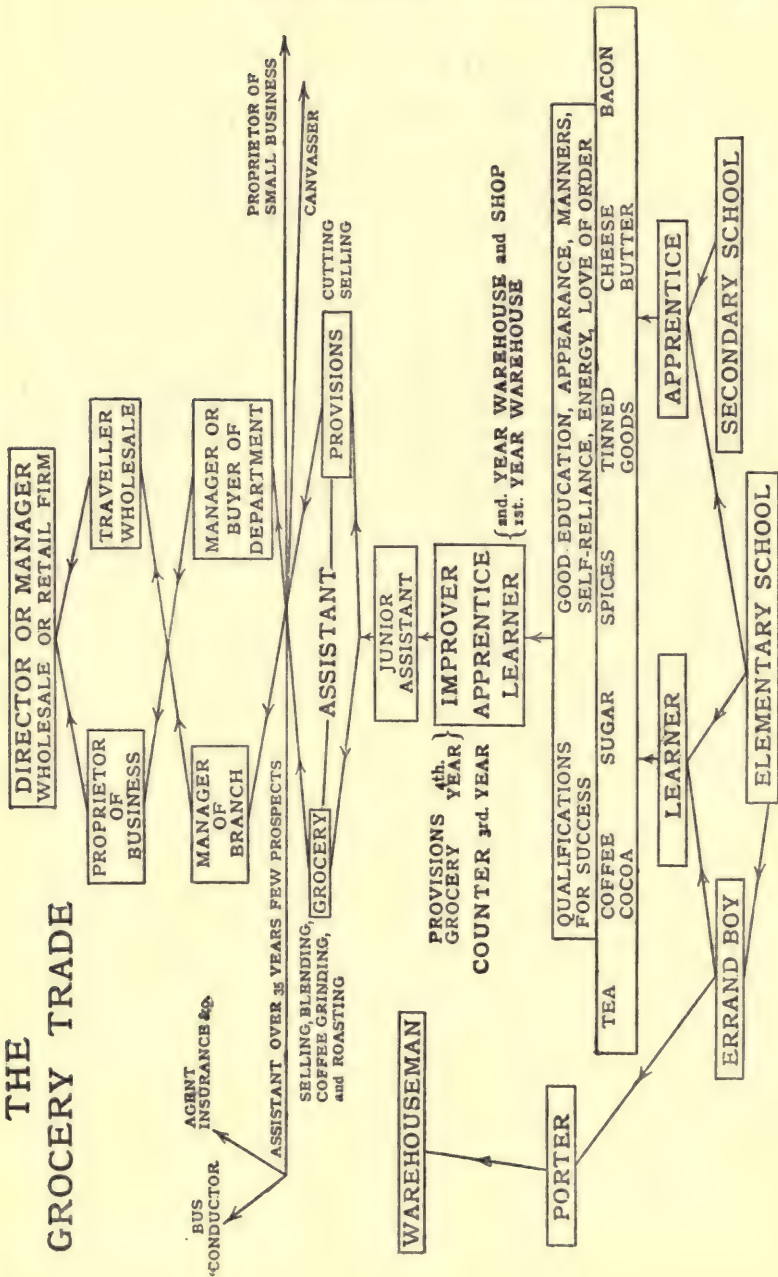 THE
GROCERY TRADE
DIRECTOR OR MANAGER
WHOLESALE OR RETAIL FIRM
PROPRIETOR
OF
BUSINESS
TRAVELLER
WHOLESALE
MANAGER
OF
BRANCH
MANAGER OR
BUYER OF
DEPARTMENT
BUS
"CONDUCTOR
AGENT
INSURANCE &c.
ASSISTANT OVER 35 YEARS FEW PROSPECTS
PROPRIETOR OF
SMALL BUSINESS
CANVASSER
SELLING, BLENDING,
COFFEE GRINDING,
and ROASTING
GROCERY
ASSISTANT
PROVISIONS
CUTTING
SELLING
JUNIOR
ASSISTANT
WAREHOUSEMAN
PROVISIONS
GROCERY
4th.
YEAR}
COUNTER 3rd. YEAR
IMPROVER
APPRENTICE
LEARNER
{2nd. YEAR WAREHOUSE and SHOP
1st. YEAR WAREHOUSE
PORTER
QUALIFICATIONS
FOR SUCCESS
GOOD EDUCATION, APPEARANCE, MANNERS,
SELF-RELIANCE, ENERGY, LOVE OF ORDER
TEA
COFFEE
COCOA
SUGAR
SPICES
TINNED
GOODS
CHEESE
BUTTER
BACON
LEARNER
APPRENTICE
ERRAND BOY
ELEMENTARY SCHOOL
SECONDARY SCHOOL